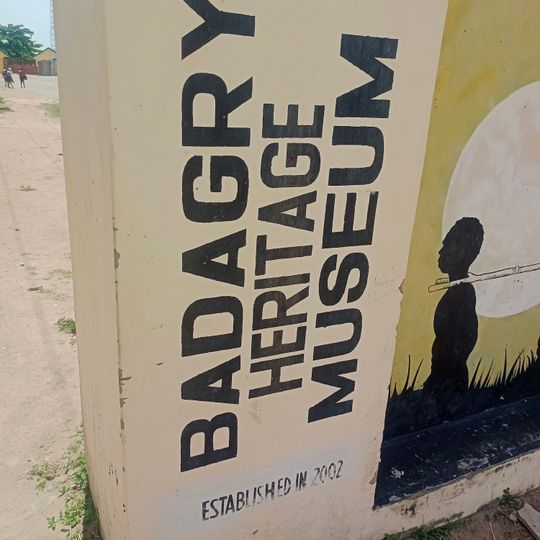 BADAGRY
HERITAGE
MUSEUM
ESTABLISHED IN 2002